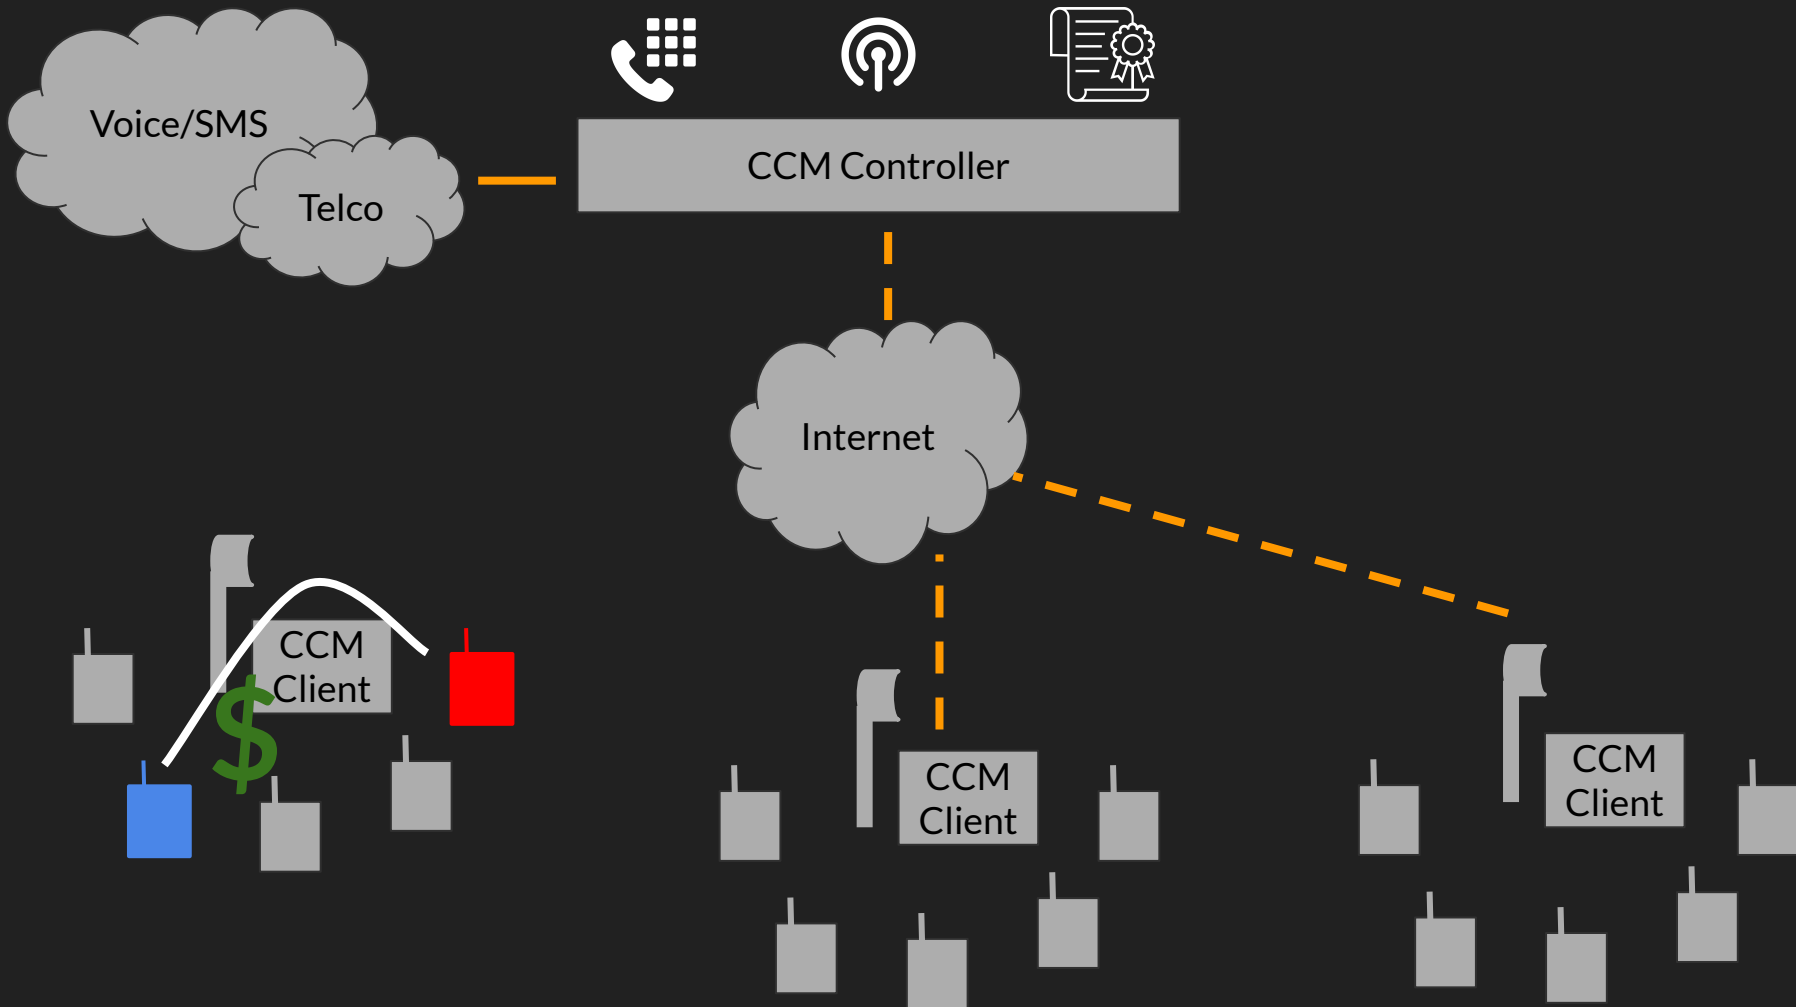 Voice/SMS
Telco
CCM Controller
Internet
CCM
Client
$
CCM
Client
CCM
Client